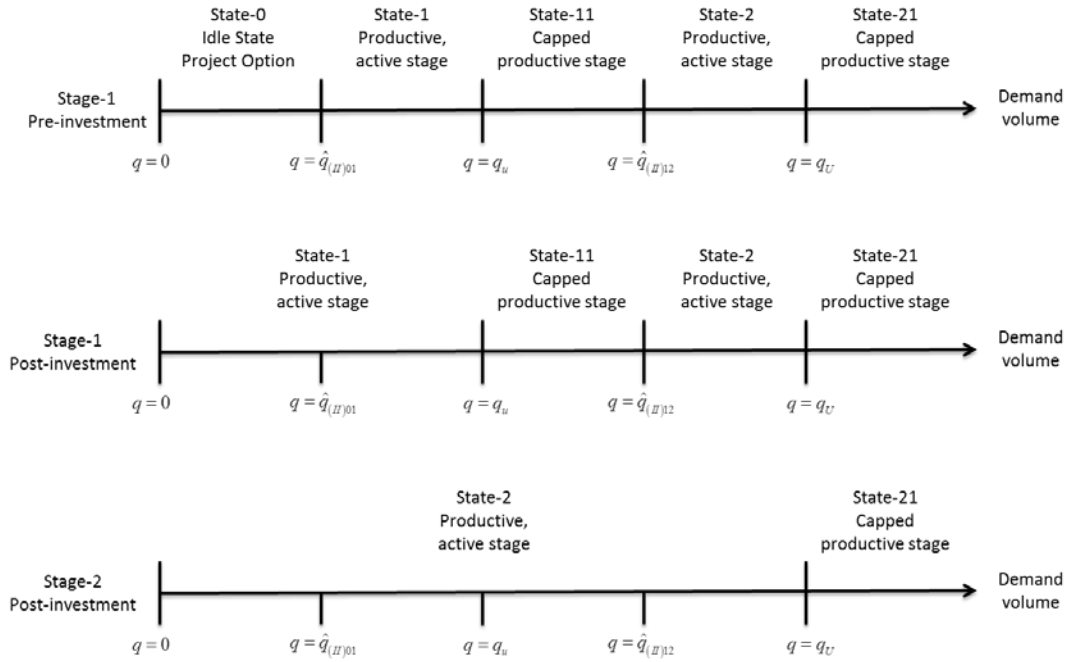 State-0 State-1 State-11 State-2 State-21
Idle State Productive, Capped Productive, Capped
Project Option active stage productive stage active stage productive stage
Stage-1 Demand
Pre-investment volume
q = 0 q = q̂(II)01 q = qu q = q̂(II)12 q = qU
State-1 State-11 State-2 State-21
Productive, Capped Productive, Capped
active stage productive stage active stage productive stage
Stage-1 Demand
Post-investment volume
q = 0 q = q̂(II)01 q = qu q = q̂(II)12 q = qU
State-2 State-21
Productive, Capped
active stage productive stage
Stage-2 Demand
Post-investment volume
q = 0 q = q̂(II)01 q = qu q = q̂(II)12 q = qU